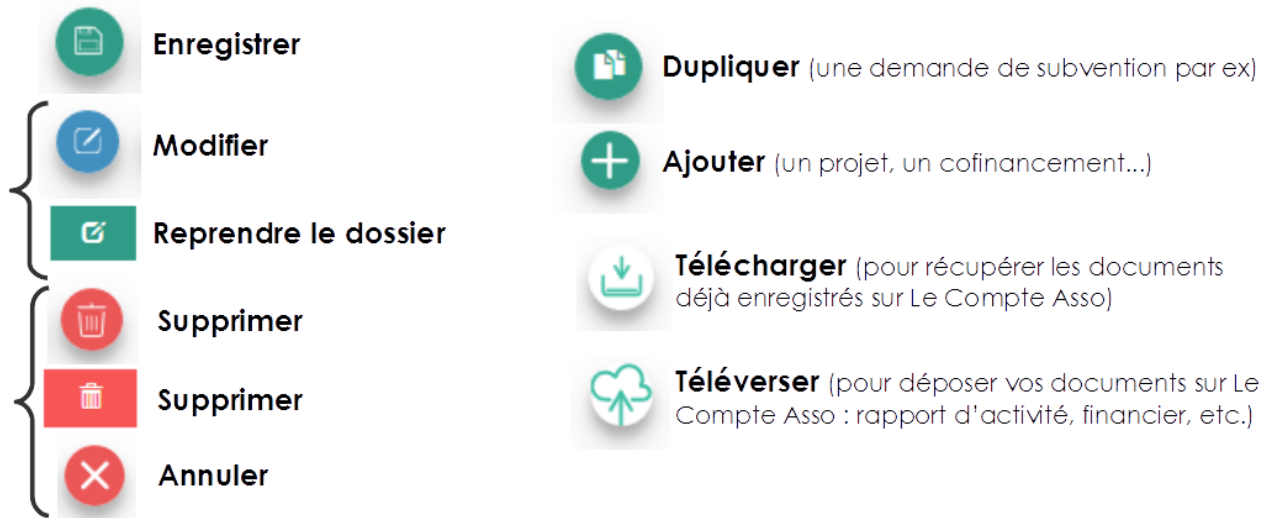 Enregistrer
Modifier
Reprendre le dossier
Supprimer
Supprimer
Annuler
Dupliquer (une demande de subvention par ex)
Ajouter (un projet, un cofinancement...)
Télécharger (pour récupérer les documents
déjà enregistrés sur Le Compte Asso)
Téléverser (pour déposer vos documents sur Le
Compte Asso : rapport d'activité, financier, etc.)